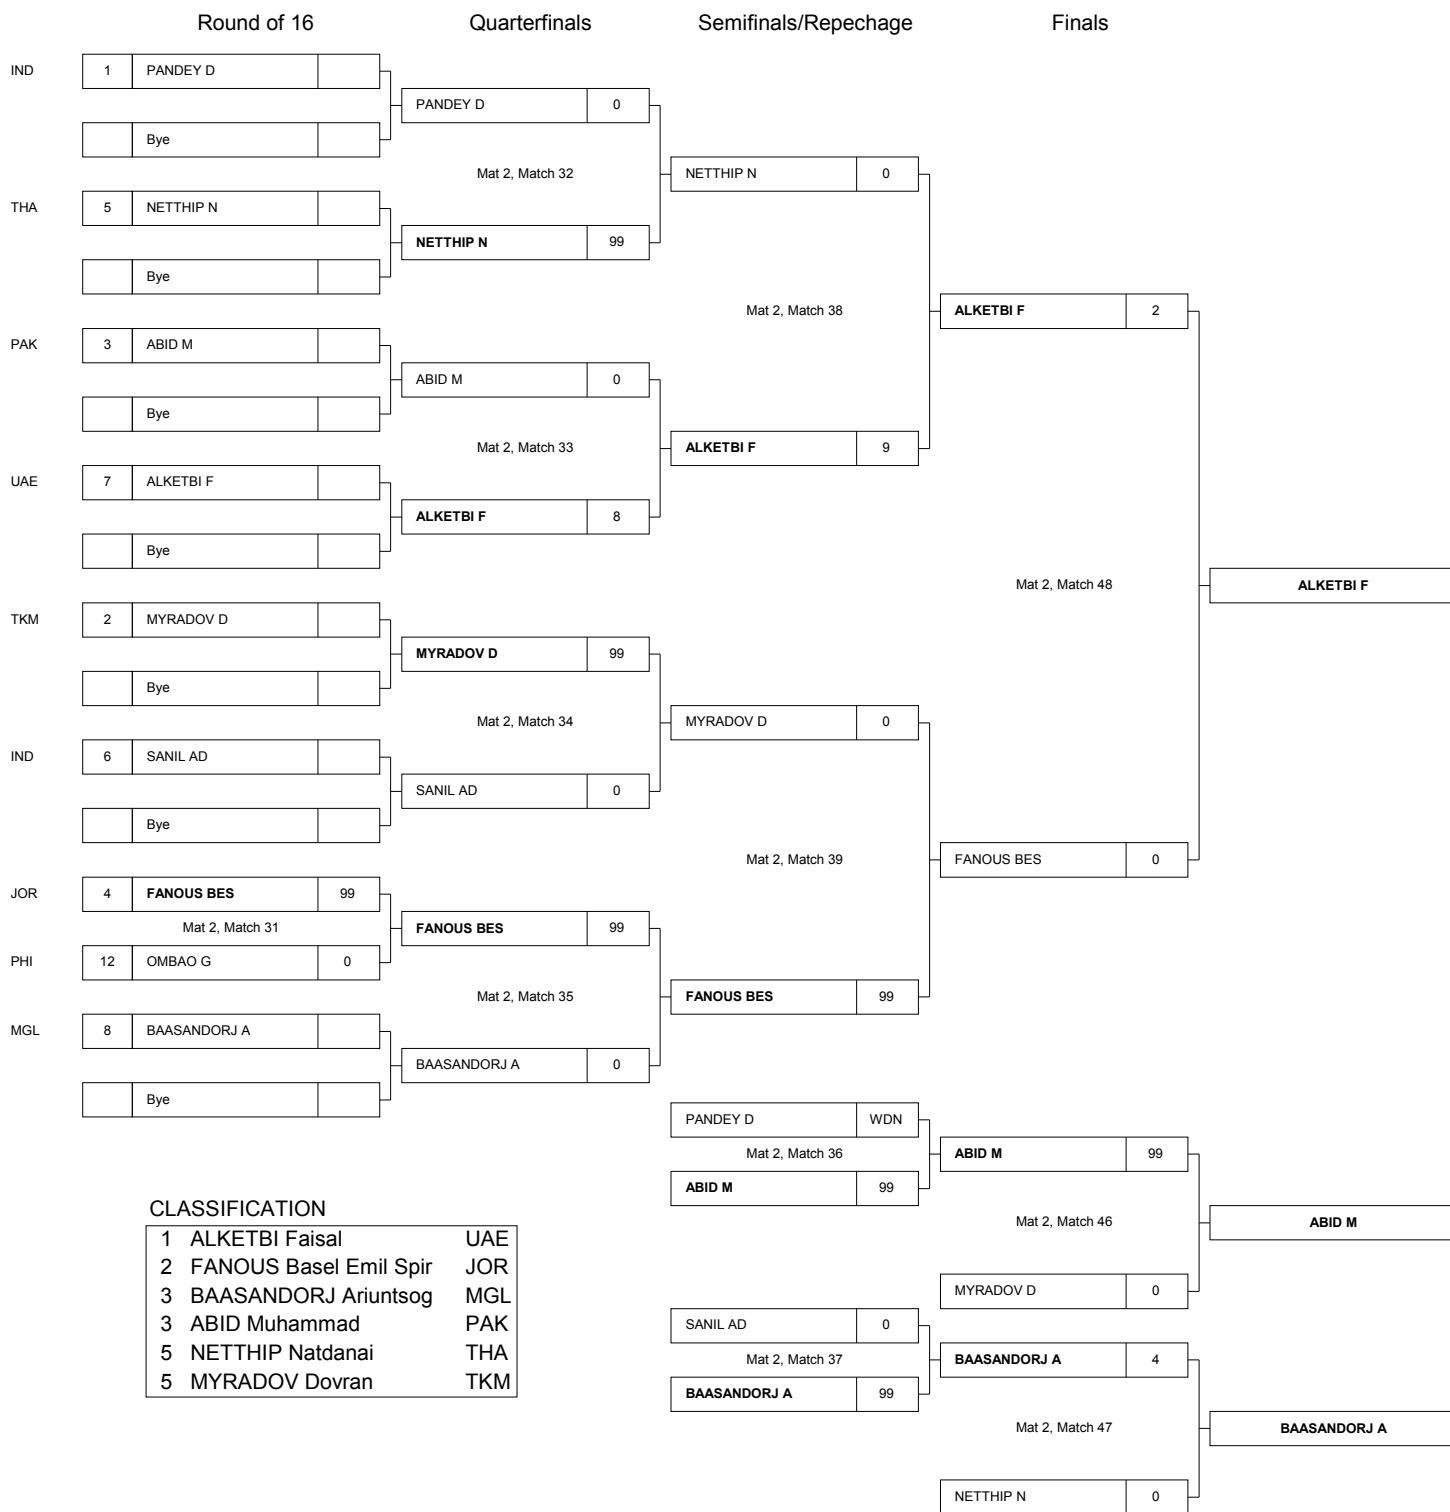 Round of 16 Quarterfinals Semifinals/Repechage Finals
IND 1 PANDEY D
PANDEY D 0
Bye
Mat 2, Match 32
NETTHIP N 0
THA 5 NETTHIP N
NETTHIP N 99
Bye
Mat 2, Match 38
ALKETBI F 2
PAK 3 ABID M
ABID M 0
Bye
Mat 2, Match 33
ALKETBI F 9
UAE 7 ALKETBI F
ALKETBI F 8
Bye
Mat 2, Match 48
ALKETBI F
TKM 2 MYRADOV D
MYRADOV D 99
Bye
Mat 2, Match 34
MYRADOV D 0
IND 6 SANIL AD
SANIL AD 0
Bye
Mat 2, Match 39
FANOUS BES 0
JOR 4 FANOUS BES 99
Mat 2, Match 31
FANOUS BES 99
PHI 12 OMBAO G 0
Mat 2, Match 35
FANOUS BES 99
MGL 8 BAASANDORJ A
BAASANDORJ A 0
Bye
PANDEY D WDN
Mat 2, Match 36
ABID M 99
ABID M 99
Mat 2, Match 46
ABID M
MYRADOV D 0
SANIL AD 0
Mat 2, Match 37
BAASANDORJ A 4
BAASANDORJ A 99
Mat 2, Match 47
BAASANDORJ A
NETTHIP N 0
CLASSIFICATION
1 ALKETBI Faisal UAE
2 FANOUS Basel Emil Spir JOR
3 BAASANDORJ Ariuntsog MGL
3 ABID Muhammad PAK
5 NETTHIP Natdanai THA
5 MYRADOV Dovran TKM